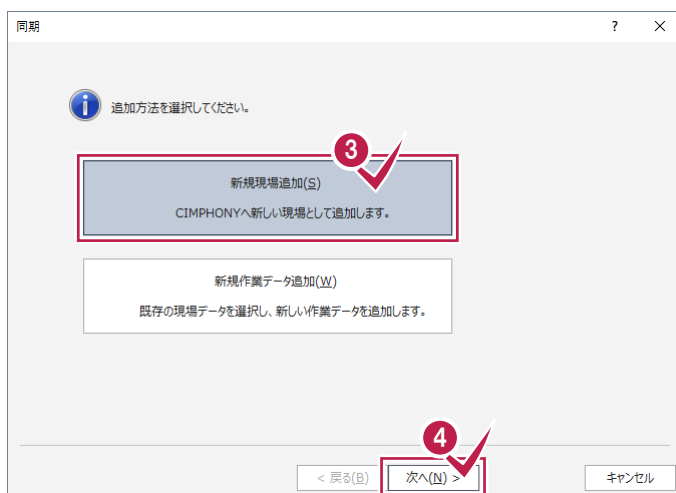 同期
? ×
追加方法を選択してください。
3
新規現場追加(S)
CIMPHONYへ新しい現場として追加します。
新規作業データ追加(W)
既存の現場データを選択し、新しい作業データを追加します。
4
< 戻る(B) 次へ(N) > キャンセル